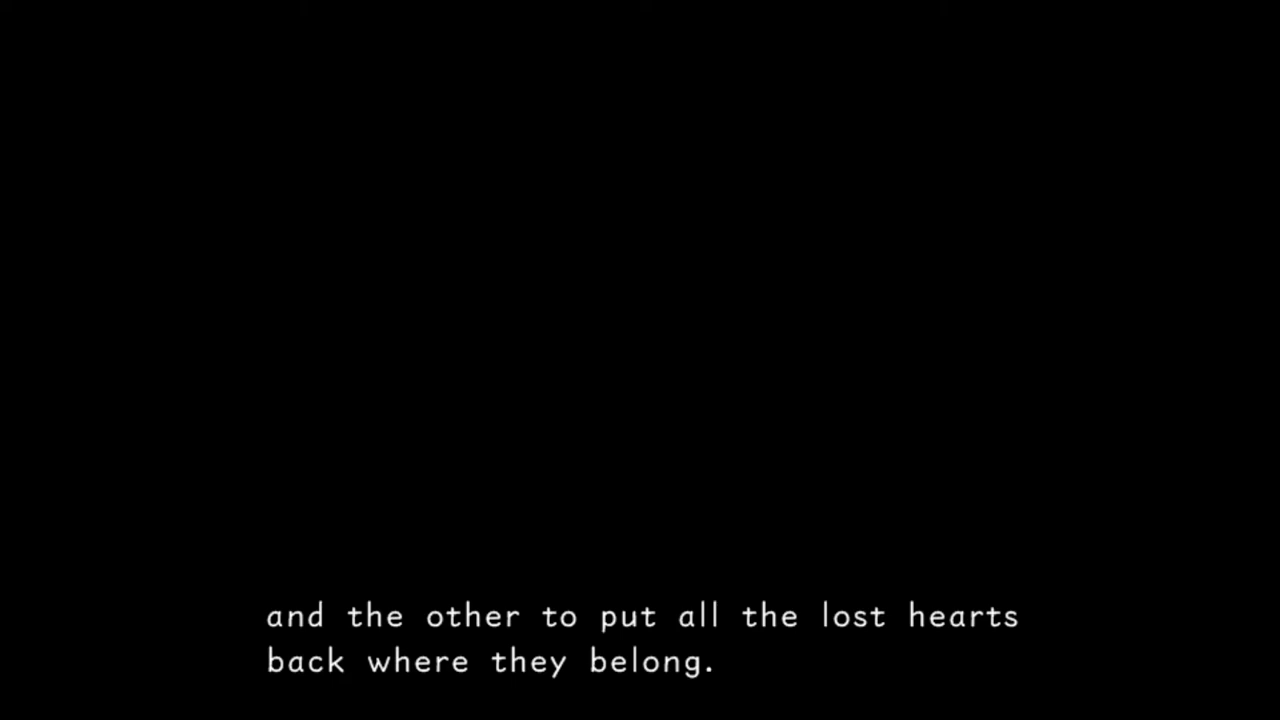 and the other to put all the lost hearts
back where they belong.